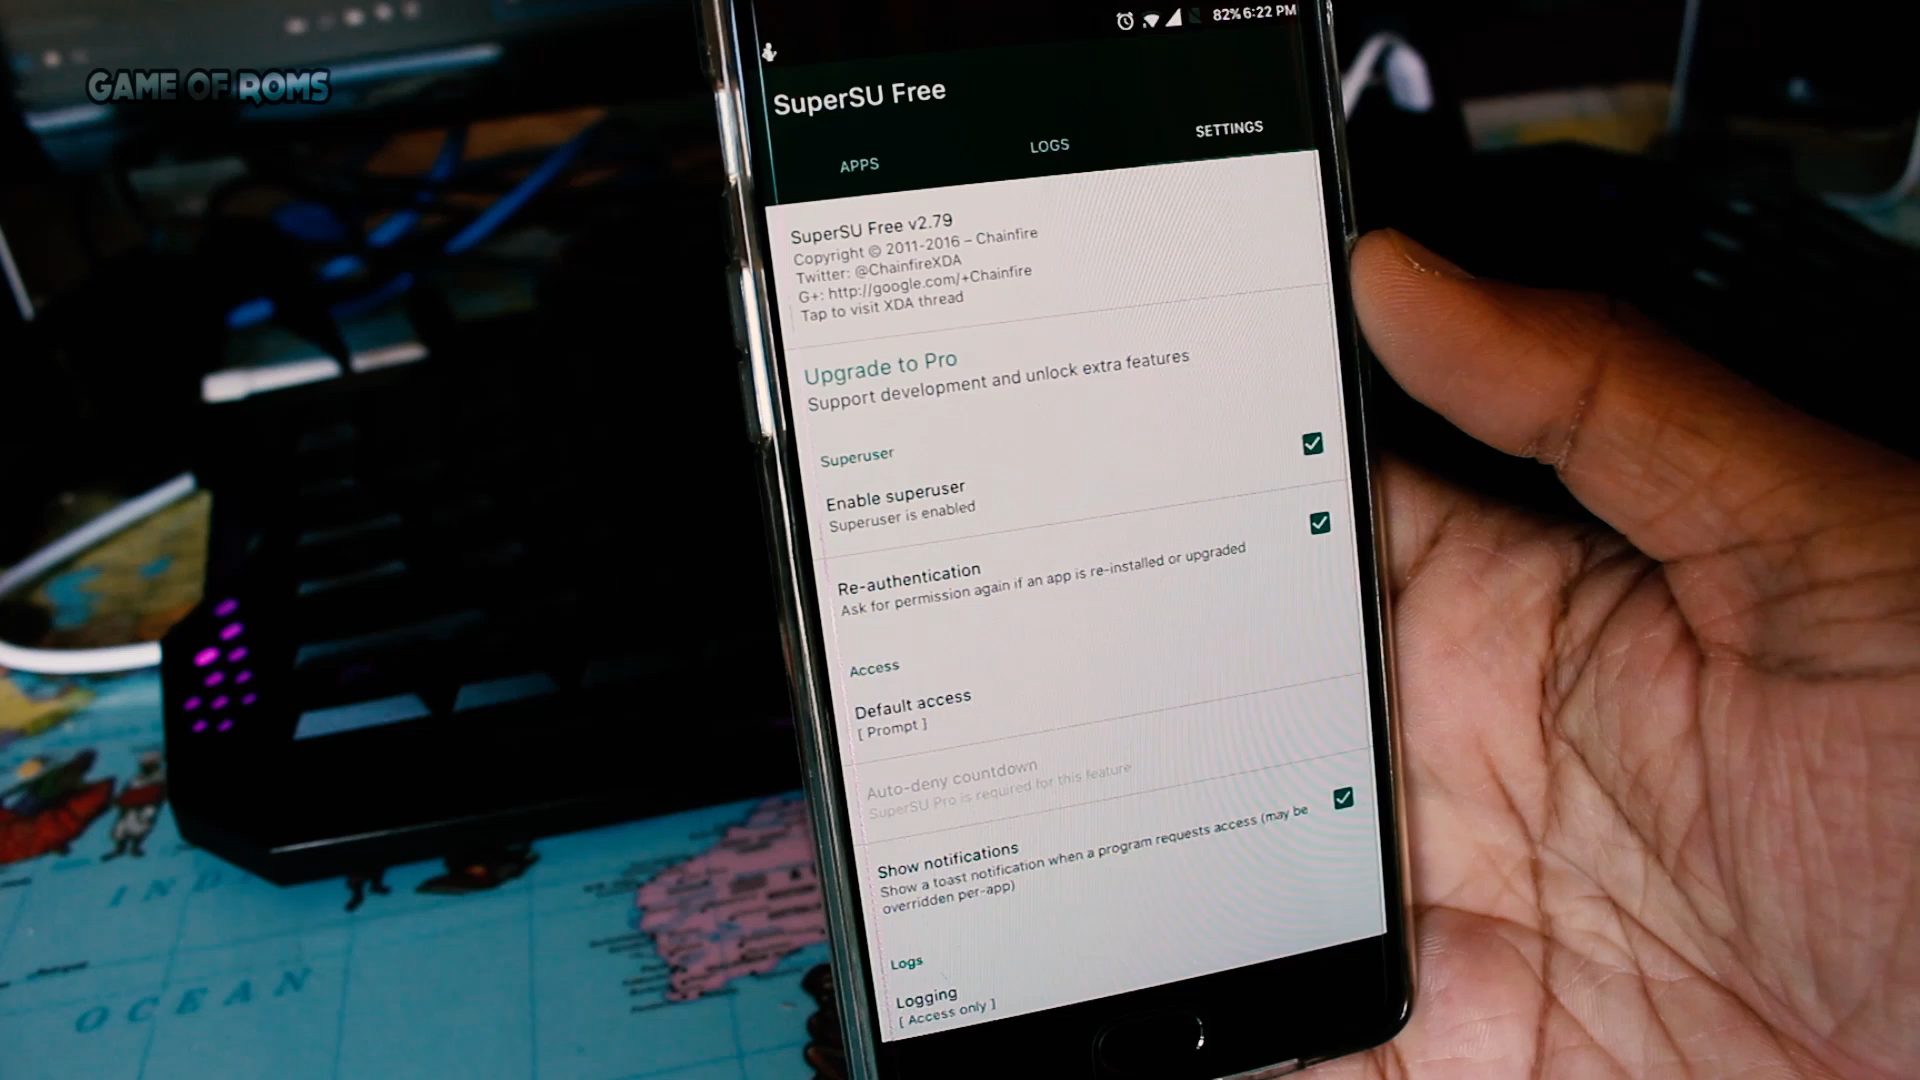 GAME OF ROMS
82% 6:22 PM
SuperSU Free
APPS
LOGS
SETTINGS
SuperSU Free v2.79
Copyright © 2011-2016 – Chainfire
Twitter: @ChainfireXDA
G+: http://google.com/+Chainfire
Tap to visit XDA thread
Upgrade to Pro
Support development and unlock extra features
Superuser
Enable superuser
Superuser is enabled
Re-authentication
Ask for permission again if an app is re-installed or upgraded
Access
Default access
[ Prompt ]
Auto-deny countdown
SuperSU Pro is required for this feature
Show notifications
Show a toast notification when a program requests access (may be
overridden per-app)
Logs
Logging
[ Access only ]
IND
OCEAN